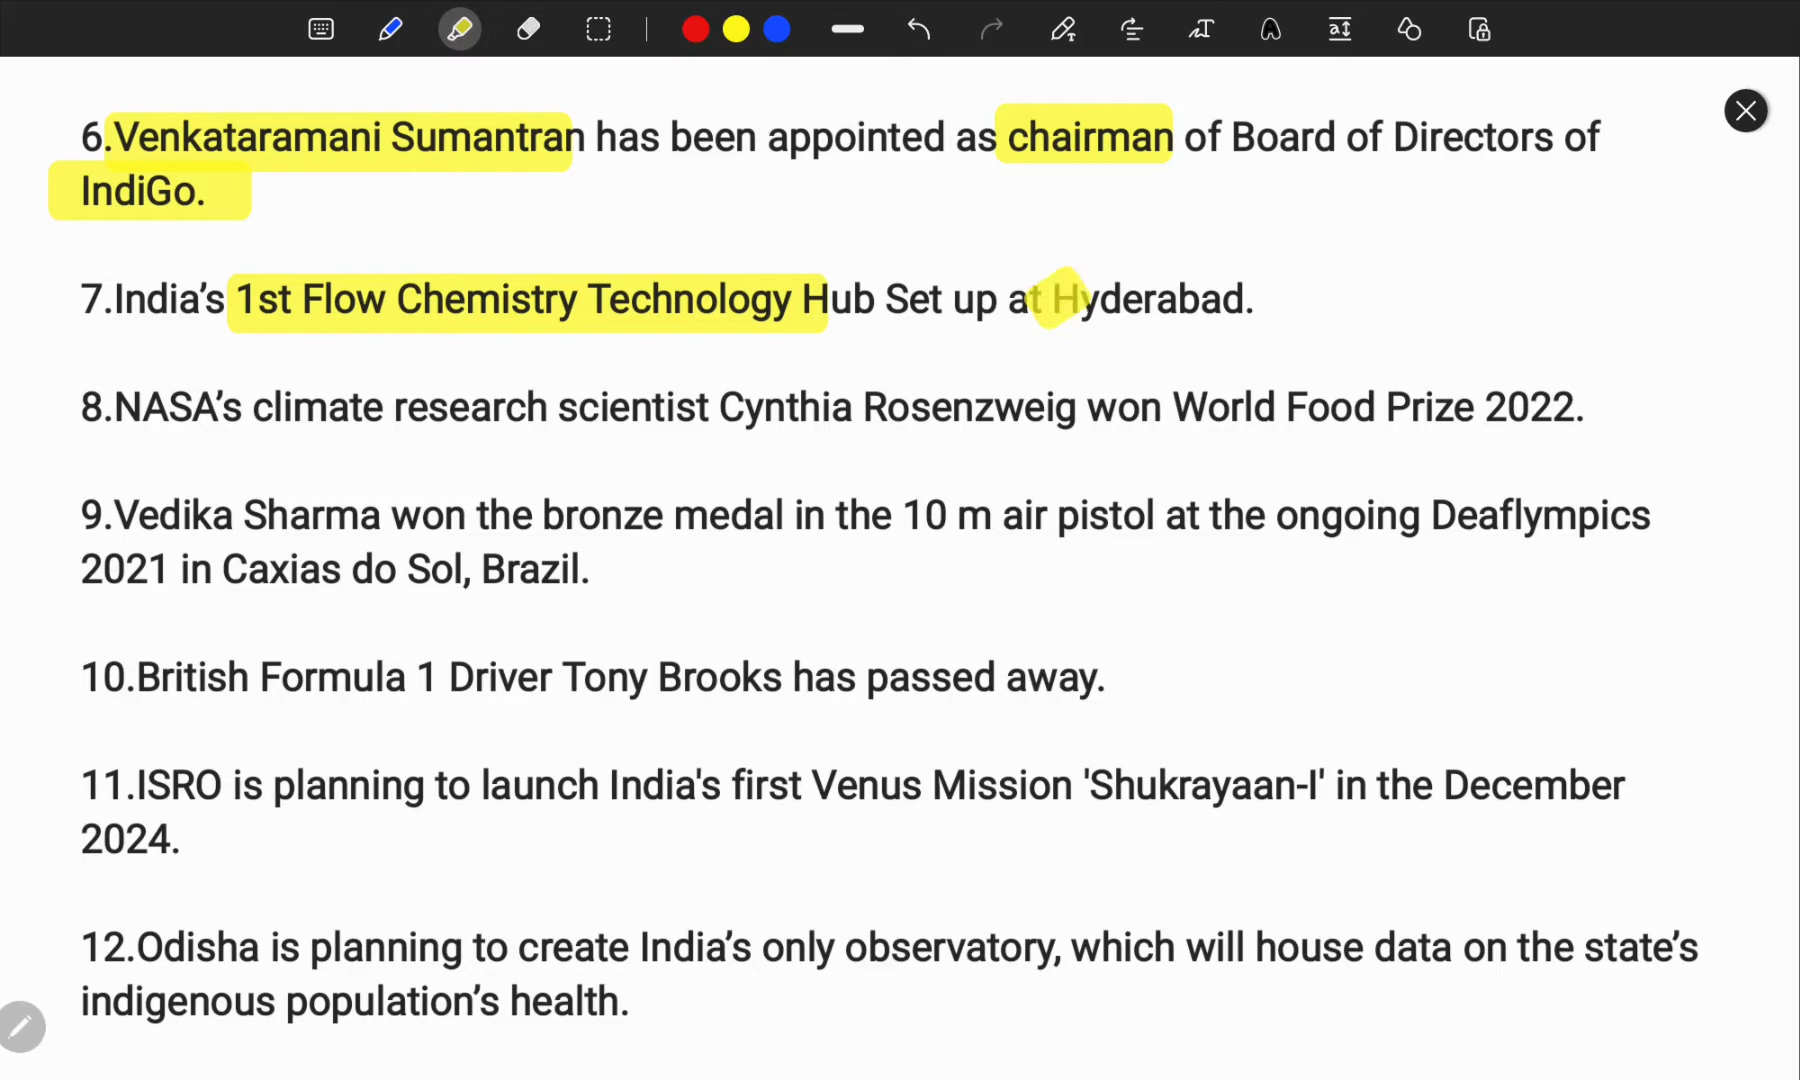 6.Venkataramani Sumantran has been appointed as chairman of Board of Directors of
IndiGo.
7.India’s 1st Flow Chemistry Technology Hub Set up at Hyderabad.
8.NASA’s climate research scientist Cynthia Rosenzweig won World Food Prize 2022.
9.Vedika Sharma won the bronze medal in the 10 m air pistol at the ongoing Deaflympics
2021 in Caxias do Sol, Brazil.
10.British Formula 1 Driver Tony Brooks has passed away.
11.ISRO is planning to launch India's first Venus Mission 'Shukrayaan-I' in the December
2024.
12.Odisha is planning to create India’s only observatory, which will house data on the state’s
indigenous population’s health.